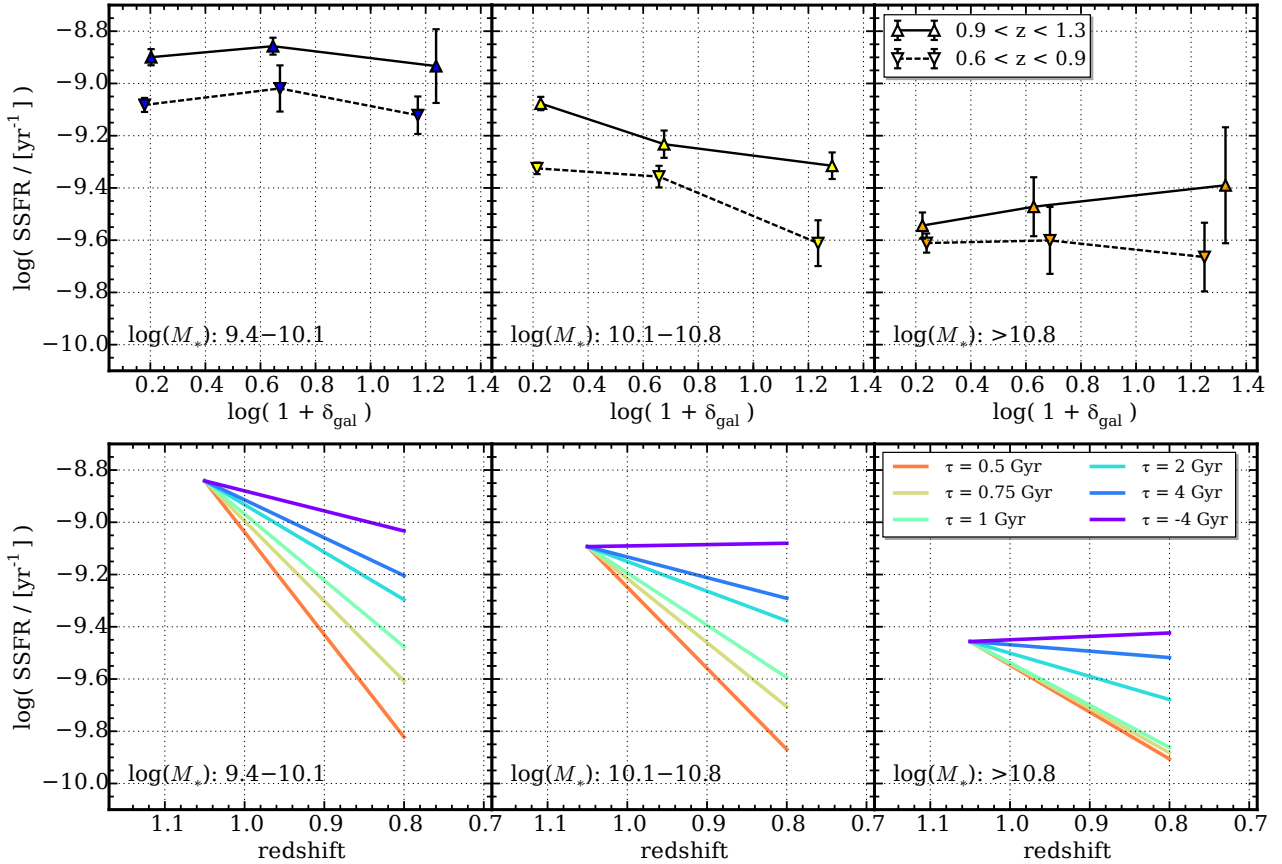 −8.8
−9.0
−9.2
−9.4
−9.6
−9.8
−10.0
log( SSFR / [yr⁻¹ ] )
0.9 < z < 1.3
0.6 < z < 0.9
log(M*): 9.4−10.1
log(M*): 10.1−10.8
log(M*): >10.8
0.2 0.4 0.6 0.8 1.0 1.2 1.4
0.2 0.4 0.6 0.8 1.0 1.2 1.4
0.2 0.4 0.6 0.8 1.0 1.2 1.4
log( 1 + δgal )
log( 1 + δgal )
log( 1 + δgal )
−8.8
−9.0
−9.2
−9.4
−9.6
−9.8
−10.0
log( SSFR / [yr⁻¹ ] )
τ = 0.5 Gyr
τ = 0.75 Gyr
τ = 1 Gyr
τ = 2 Gyr
τ = 4 Gyr
τ = -4 Gyr
log(M*): 9.4−10.1
log(M*): 10.1−10.8
log(M*): >10.8
1.1 1.0 0.9 0.8 0.7
1.1 1.0 0.9 0.8 0.7
1.1 1.0 0.9 0.8 0.7
redshift
redshift
redshift